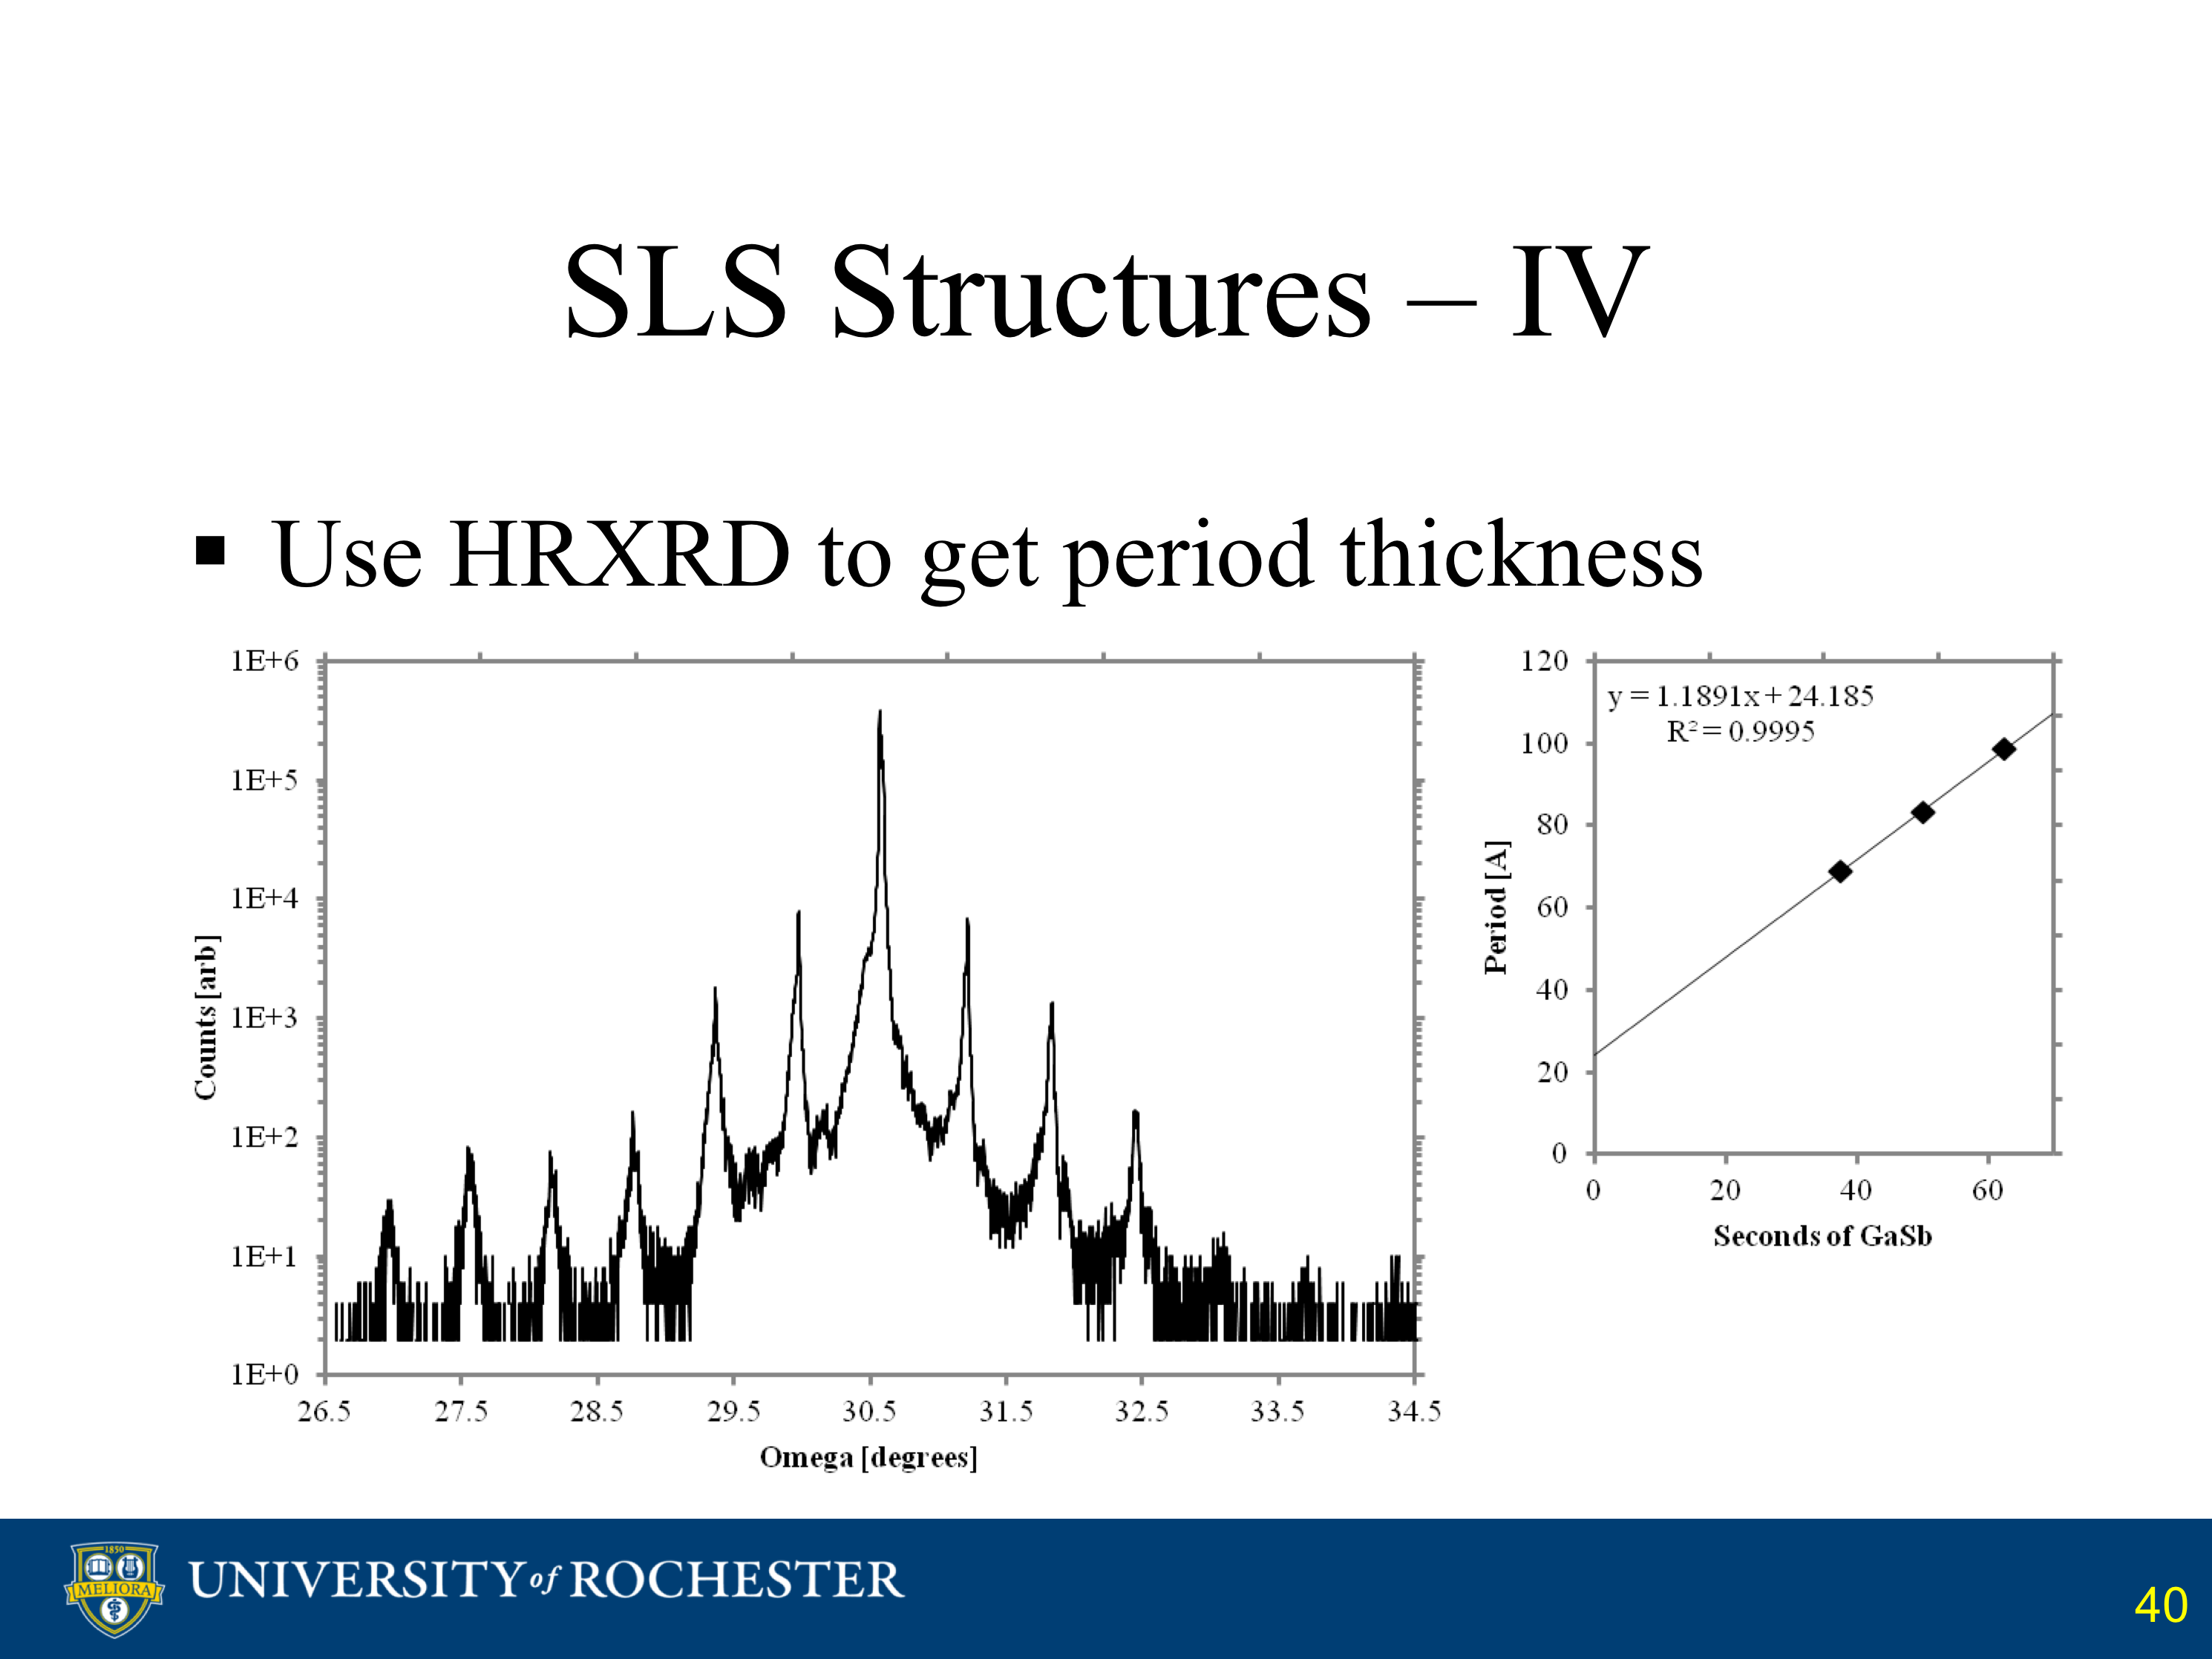 SLS Structures – IV
▪ Use HRXRD to get period thickness
1E+6
1E+5
1E+4
1E+3
1E+2
1E+1
1E+0
Counts [arb]
26.5 27.5 28.5 29.5 30.5 31.5 32.5 33.5 34.5
Omega [degrees]
y = 1.1891x + 24.185
R² = 0.9995
120
100
80
60
40
20
0
Period [A]
0 20 40 60
Seconds of GaSb
1850
MELIORA
UNIVERSITY of ROCHESTER
40